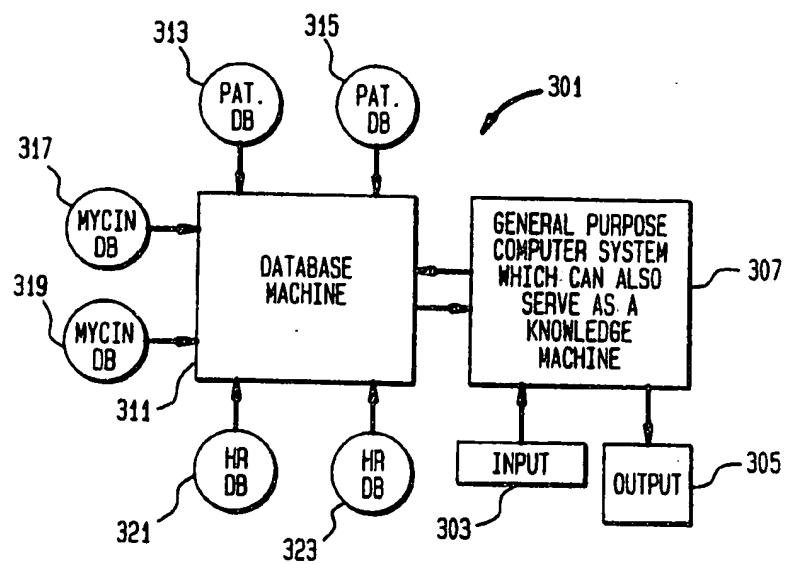 313
315
301
PAT.
DB
PAT.
DB
317
MYCIN
DB
319
MYCIN
DB
DATABASE
MACHINE
311
GENERAL PURPOSE
COMPUTER SYSTEM
WHICH CAN ALSO
SERVE AS A
KNOWLEDGE
MACHINE
307
HR
DB
321
HR
DB
323
INPUT
303
OUTPUT
305